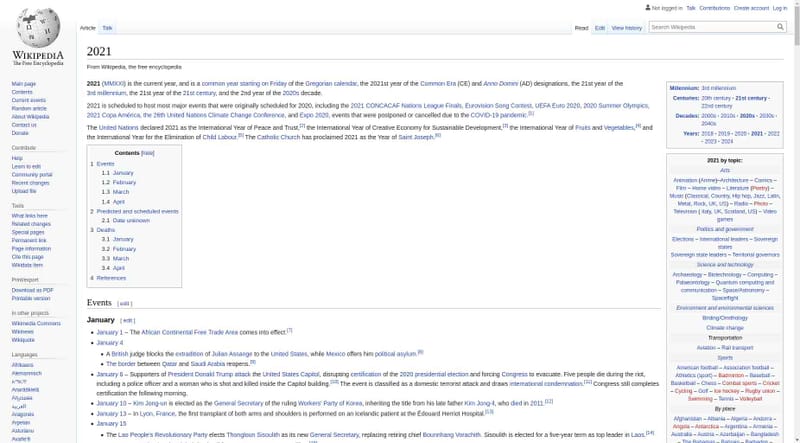 Not logged in Talk Contributions Create account Log in
Article Talk Read Edit View history Search Wikipedia
WIKIPEDIA
The Free Encyclopedia
Main page
Contents
Current events
Random article
About Wikipedia
Contact us
Donate
Contribute
Help
Learn to edit
Community portal
Recent changes
Upload file
Tools
What links here
Related changes
Special pages
Permanent link
Page information
Cite this page
Wikidata item
Print/export
Download as PDF
Printable version
In other projects
Wikimedia Commons
Wikinews
Wikiquote
Languages
Afrikaans
Alemannisch
አማርኛ
Ænglisc
العربية
Aragonés
Arpetan
Asturianu
2021
From Wikipedia, the free encyclopedia
2021 (MMXXI) is the current year, and is a common year starting on Friday of the Gregorian calendar, the 2021st year of the Common Era (CE) and Anno Domini (AD) designations, the 21st year of the
3rd millennium, the 21st year of the 21st century, and the 2nd year of the 2020s decade.
2021 is scheduled to host most major events that were originally scheduled for 2020, including the 2021 CONCACAF Nations League Finals, Eurovision Song Contest, UEFA Euro 2020, 2020 Summer Olympics,
2021 Copa América, the 26th United Nations Climate Change Conference, and Expo 2020, events that were postponed or cancelled due to the COVID-19 pandemic.[1]
The United Nations declared 2021 as the International Year of Peace and Trust,[2] the International Year of Creative Economy for Sustainable Development,[3] the International Year of Fruits and Vegetables,[4] and
the International Year for the Elimination of Child Labour.[5] The Catholic Church has proclaimed 2021 as the Year of Saint Joseph.[6]
Contents [hide]
1 Events
1.1 January
1.2 February
1.3 March
1.4 April
2 Predicted and scheduled events
2.1 Date unknown
3 Deaths
3.1 January
3.2 February
3.3 March
3.4 April
4 References
Events [ edit ]
January [ edit ]
• January 1 – The African Continental Free Trade Area comes into effect.[7]
• January 4
• A British judge blocks the extradition of Julian Assange to the United States, while Mexico offers him political asylum.[8]
• The border between Qatar and Saudi Arabia reopens.[9]
• January 6 – Supporters of President Donald Trump attack the United States Capitol, disrupting certification of the 2020 presidential election and forcing Congress to evacuate. Five people die during the riot,
including a police officer and a woman who is shot and killed inside the Capitol building.[10] The event is classified as a domestic terrorist attack and draws international condemnation.[11] Congress still completes
certification the following morning.
• January 10 – Kim Jong-un is elected as the General Secretary of the ruling Workers' Party of Korea, inheriting the title from his late father Kim Jong-il, who died in 2011.[12]
• January 13 – In Lyon, France, the first transplant of both arms and shoulders is performed on an Icelandic patient at the Édouard Herriot Hospital.[13]
• January 15
• The Lao People's Revolutionary Party elects Thongloun Sisoulith as its new General Secretary, replacing retiring chief Bounnhang Vorachith. Sisoulith is elected for a five-year term as top leader in Laos.[14]
Millennium: 3rd millennium
Centuries: 20th century · 21st century ·
22nd century
Decades: 2000s · 2010s · 2020s · 2030s ·
2040s
Years: 2018 · 2019 · 2020 · 2021 · 2022
· 2023 · 2024
2021 by topic:
Arts
Animation (Anime)–Architecture – Comics –
Film – Home video – Literature (Poetry) –
Music (Classical, Country, Hip hop, Jazz, Latin,
Metal, Rock, UK, US) – Radio – Photo –
Television ( Italy, UK, Scotland, US) – Video
games
Politics and government
Elections – International leaders – Sovereign
states
Sovereign state leaders – Territorial governors
Science and technology
Archaeology – Biotechnology – Computing –
Palaeontology – Quantum computing and
communication – Space/Astronomy –
Spaceflight
Environment and environmental sciences
Birding/Ornithology
Climate change
Transportation
Aviation – Rail transport
Sports
American football – Association football –
Athletics (sport) – Badminton – Baseball –
Basketball – Chess – Combat sports – Cricket
– Cycling – Golf – Ice hockey – Rugby union –
Swimming – Tennis – Volleyball
By place
Afghanistan – Albania – Algeria – Andorra –
Angola – Antarctica – Argentina – Armenia –
Australia – Austria – Azerbaijan – Bangladesh